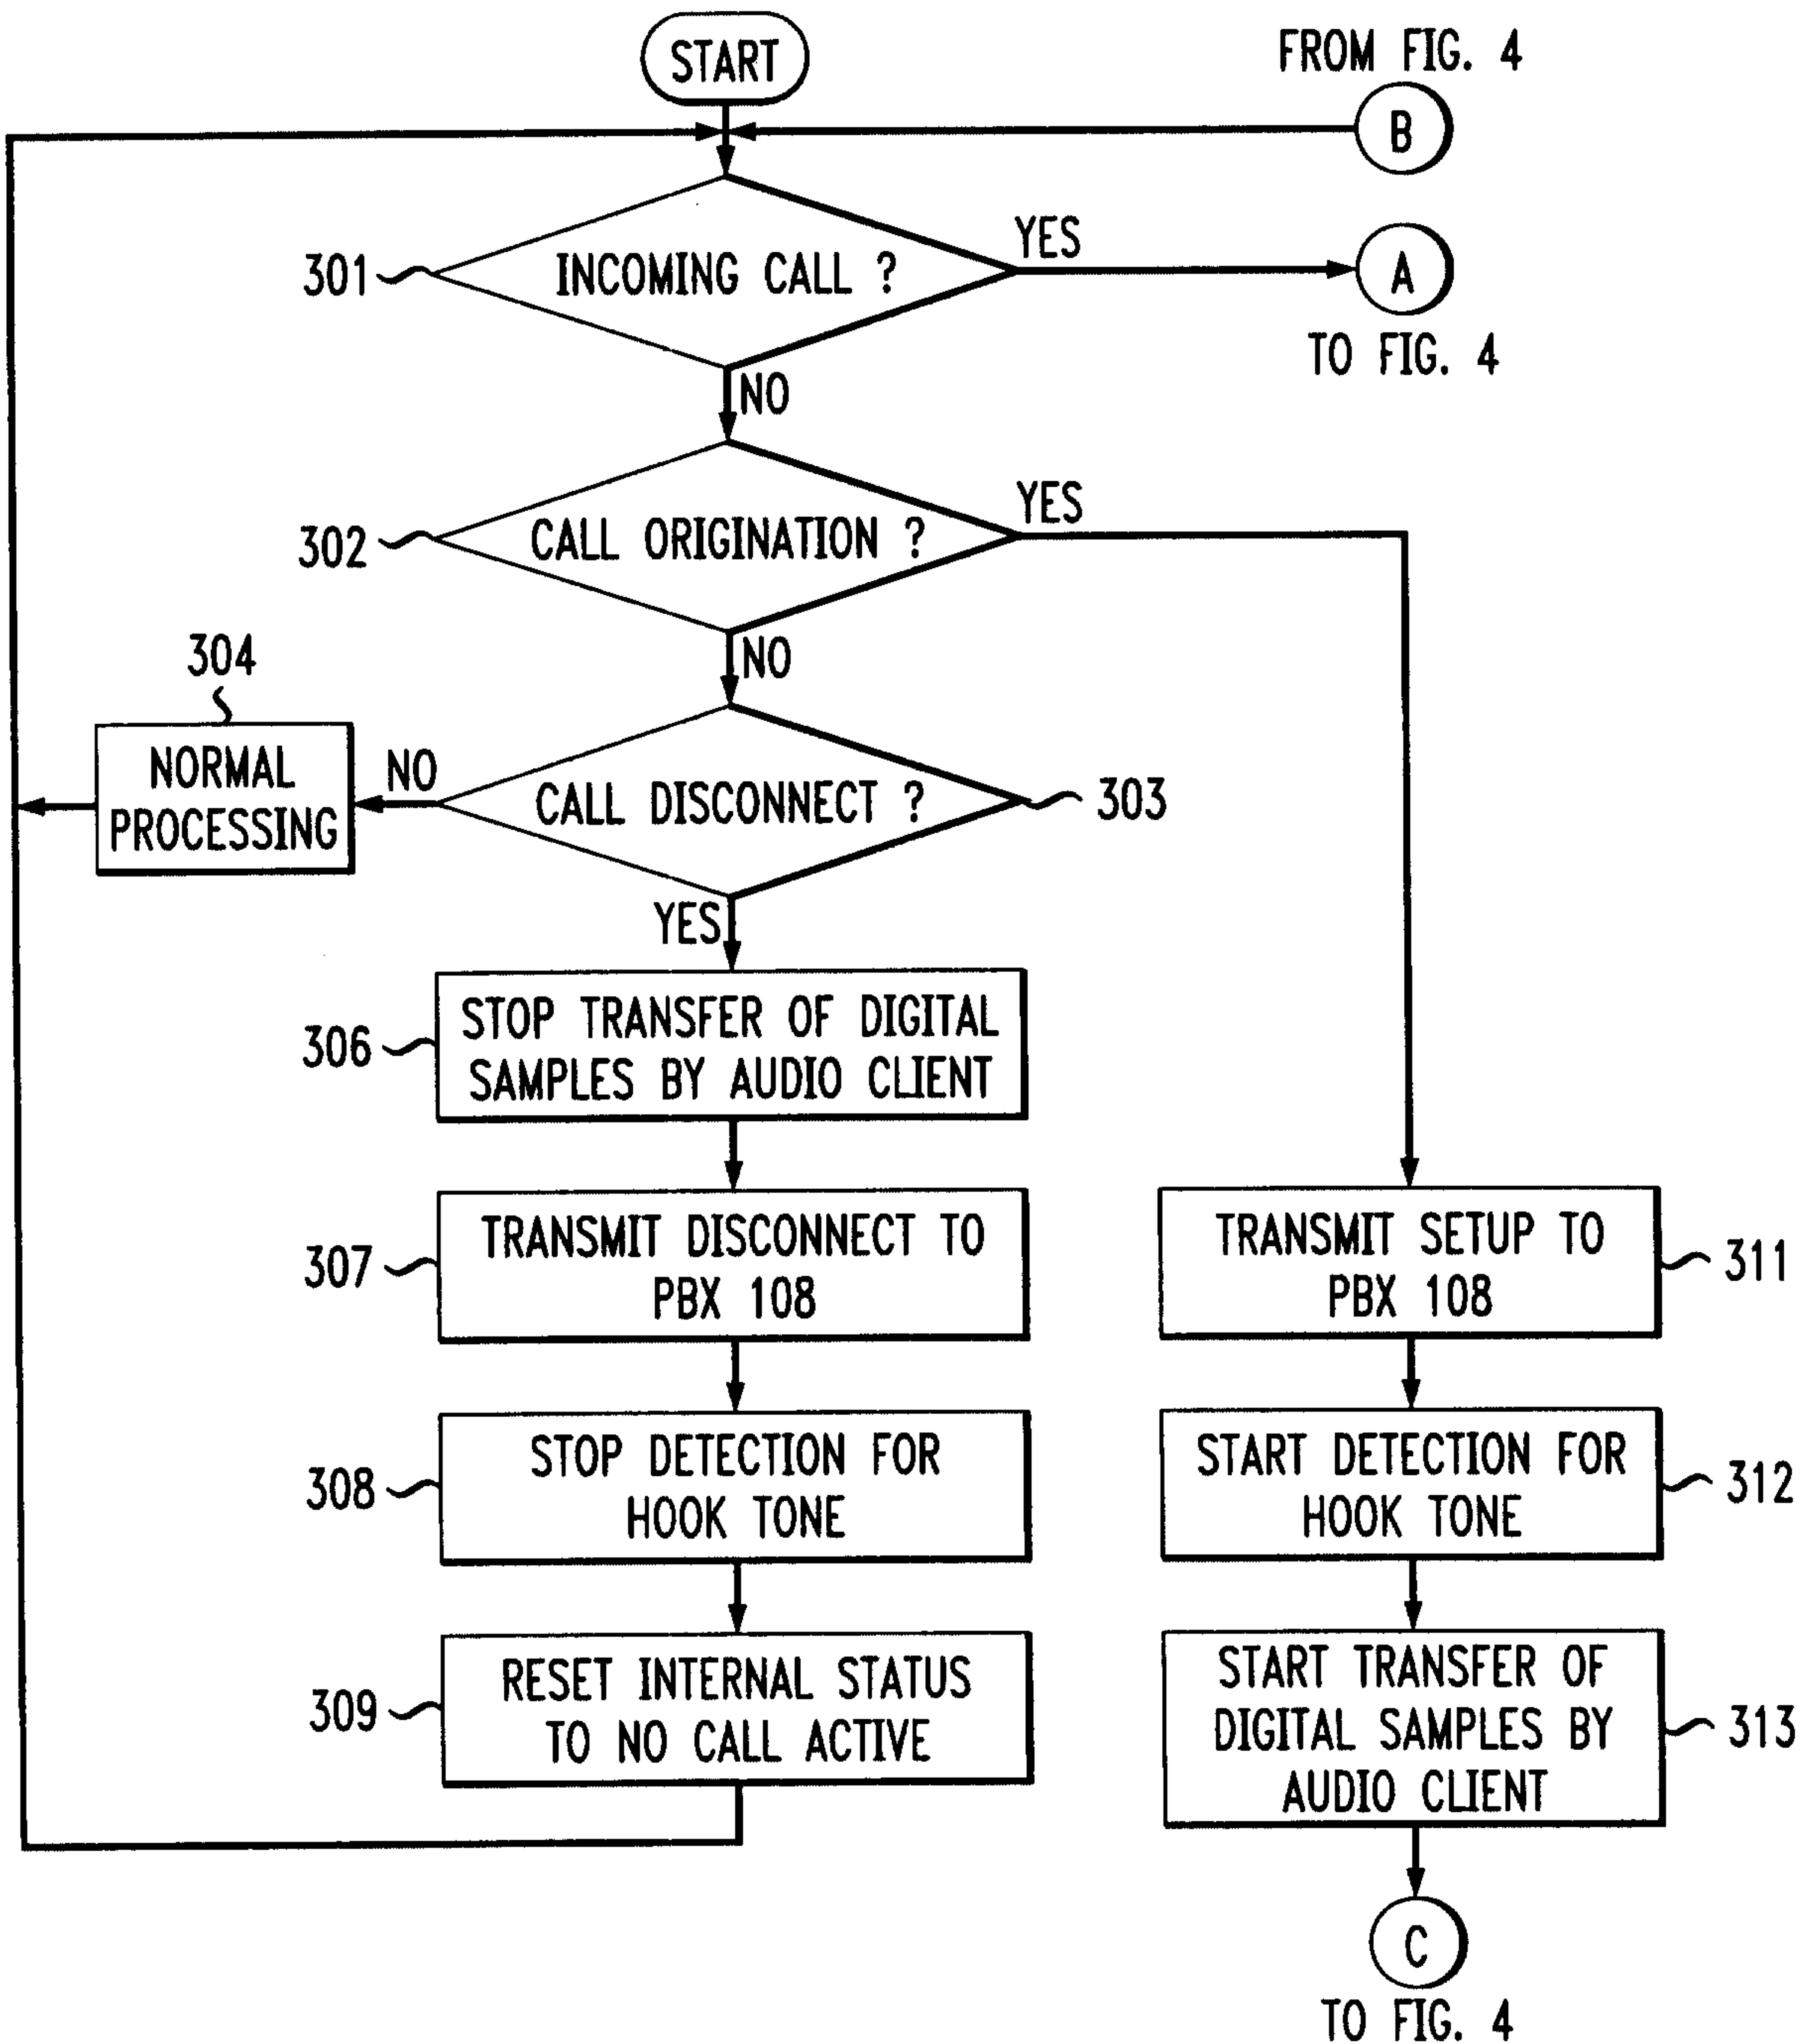 START
FROM FIG. 4
B
301
INCOMING CALL ?
YES
A
TO FIG. 4
NO
302
CALL ORIGINATION ?
YES
NO
304
NORMAL
PROCESSING
NO
CALL DISCONNECT ?
303
YES
306
STOP TRANSFER OF DIGITAL
SAMPLES BY AUDIO CLIENT
307
TRANSMIT DISCONNECT TO
PBX 108
TRANSMIT SETUP TO
PBX 108
311
308
STOP DETECTION FOR
HOOK TONE
START DETECTION FOR
HOOK TONE
312
309
RESET INTERNAL STATUS
TO NO CALL ACTIVE
START TRANSFER OF
DIGITAL SAMPLES BY
AUDIO CLIENT
313
C
TO FIG. 4